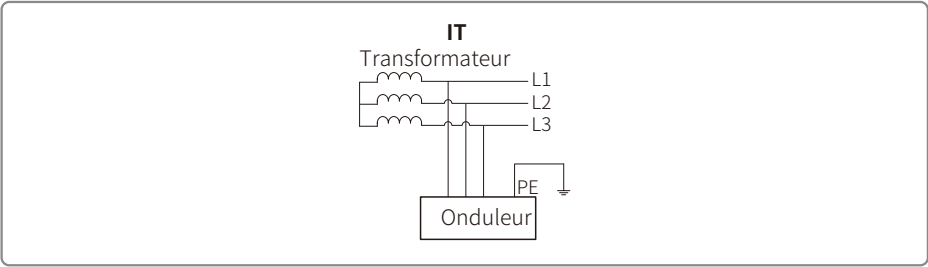 IT
Transformateur
L1
L2
L3
PE
Onduleur